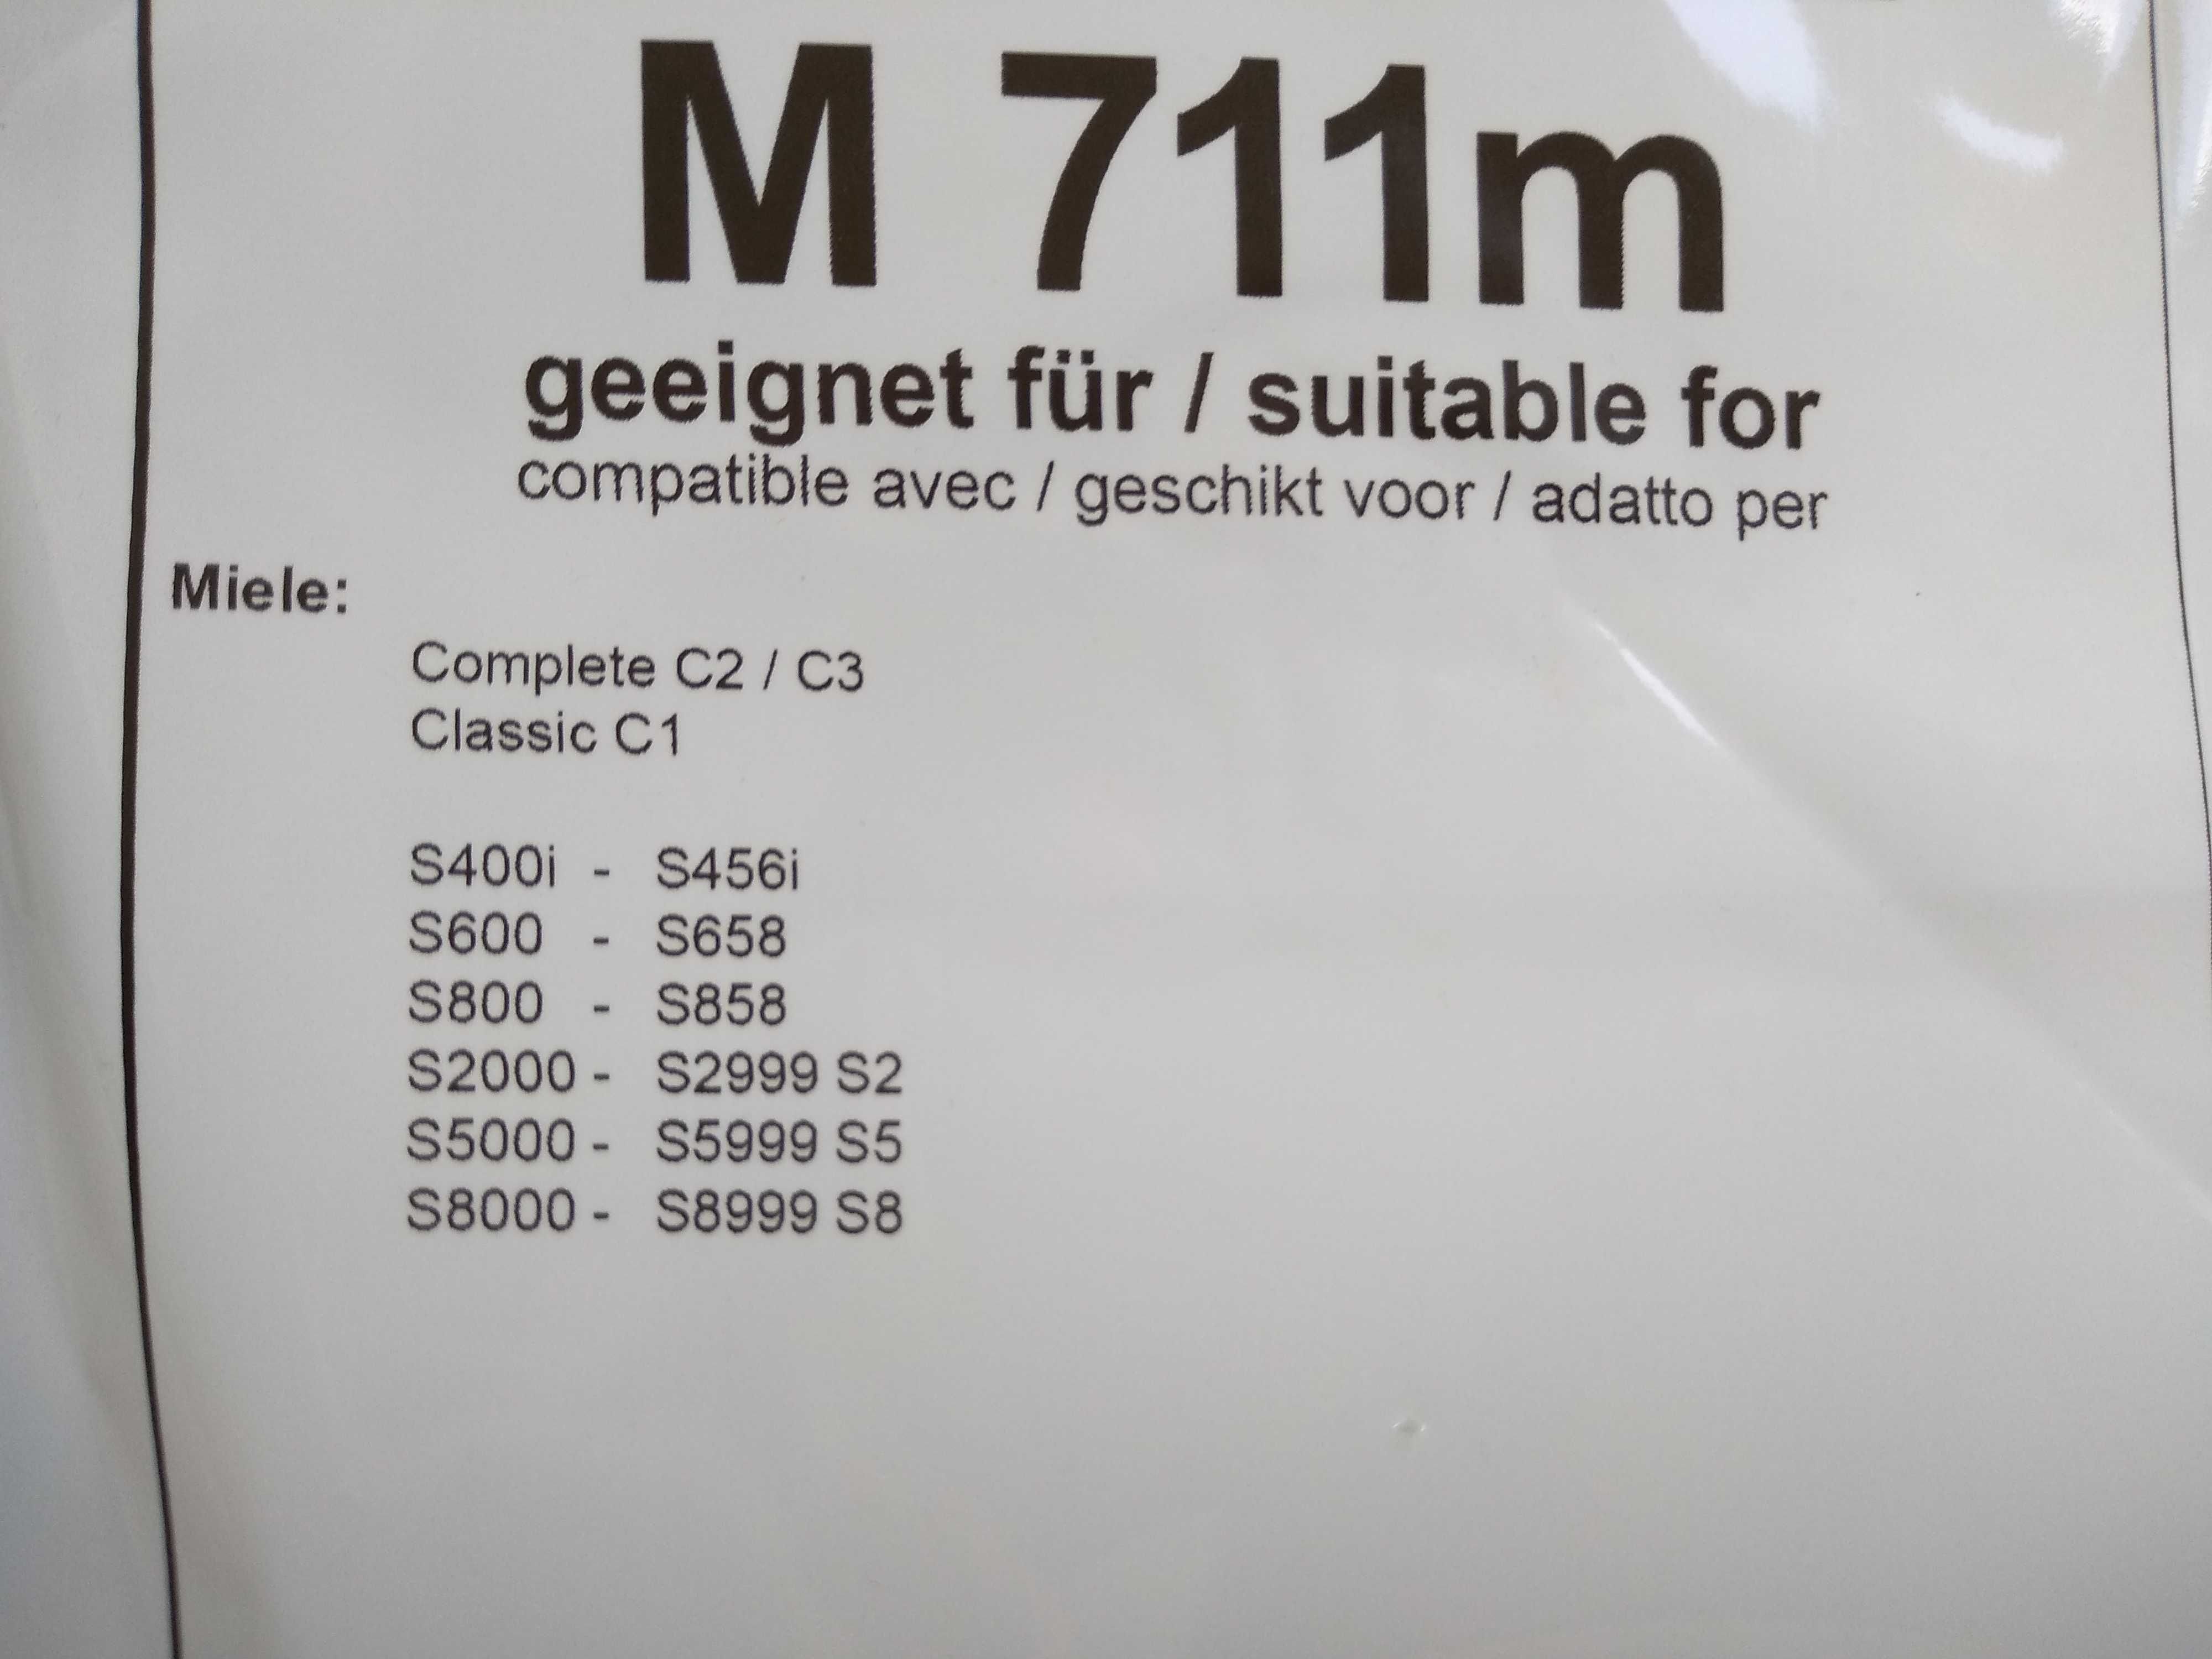 M 711m
geeignet für / suitable for
compatible avec / geschikt voor / adatto per
Miele:
Complete C2 / C3
Classic C1
S400i - S456i
S600 - S658
S800 - S858
S2000 - S2999 S2
S5000 - S5999 S5
S8000 - S8999 S8